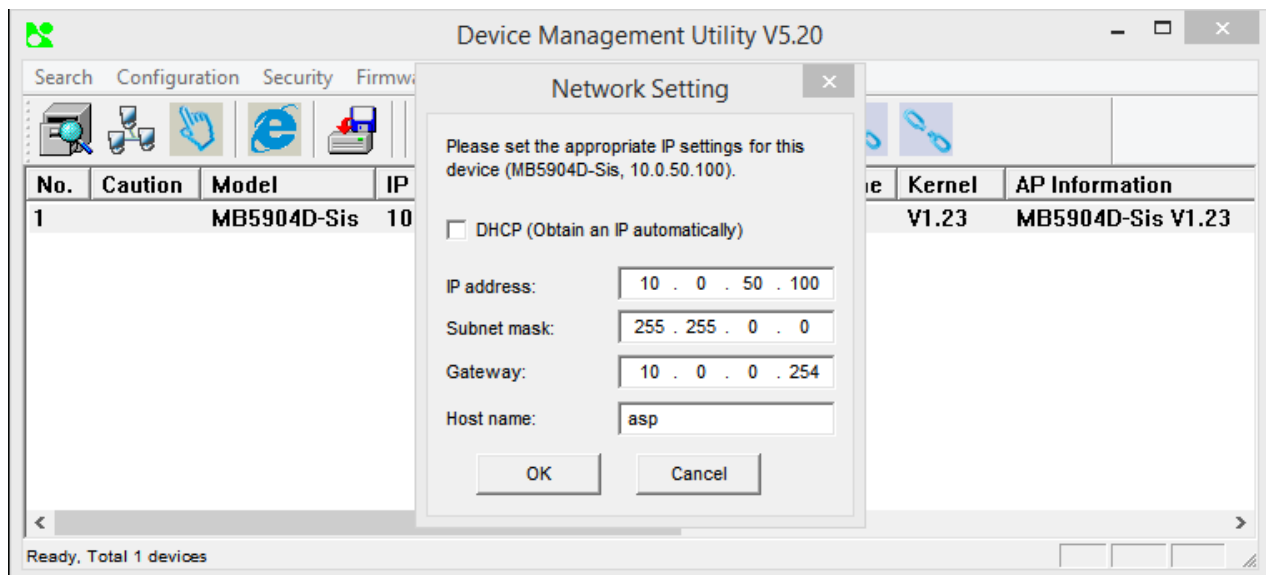 Device Management Utility V5.20
Search Configuration Security Firmwa
Network Setting
Please set the appropriate IP settings for this
device (MB5904D-Sis, 10.0.50.100).
No. Caution Model IP Kernel AP Information
1 MB5904D-Sis 10 V1.23 MB5904D-Sis V1.23
DHCP (Obtain an IP automatically)
IP address: 10 . 0 . 50 . 100
Subnet mask: 255 . 255 . 0 . 0
Gateway: 10 . 0 . 0 . 254
Host name: asp
OK Cancel
Ready, Total 1 devices